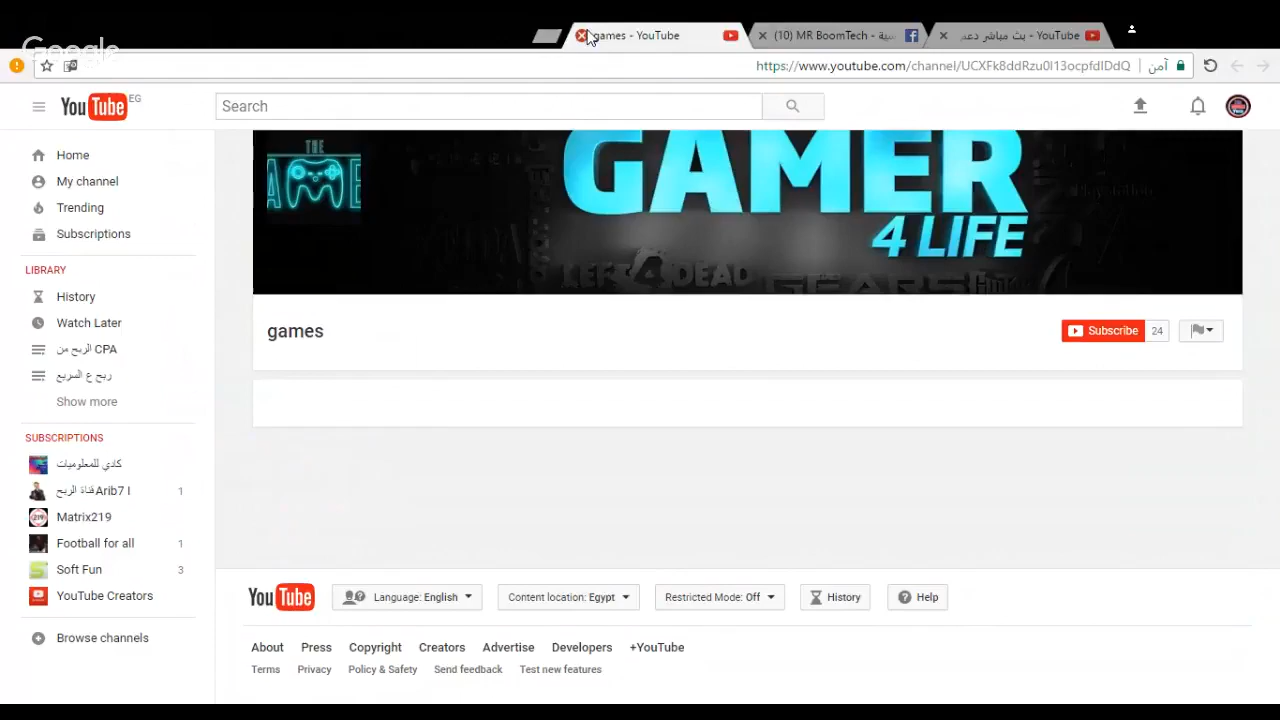 Google
games - YouTube
(10) MR BoomTech -
بث مباشر دعم - YouTube
https://www.youtube.com/channel/UCXFk8ddRzu0I13ocpfdIDdQ
آمن
YouTube EG
Search
Home
My channel
Trending
Subscriptions
LIBRARY
History
Watch Later
الربح من CPA
ربح ع السريع
Show more
SUBSCRIPTIONS
كادي للمعلوميات
قناة الربح Arib7 I 1
Matrix219
Football for all 1
Soft Fun 3
YouTube Creators
Browse channels
THE
GAMER
4 LIFE
LEFT 4 DEAD
GEARS
games
Subscribe 24
YouTube
Language: English
Content location: Egypt
Restricted Mode: Off
History
Help
About Press Copyright Creators Advertise Developers +YouTube
Terms Privacy Policy & Safety Send feedback Test new features